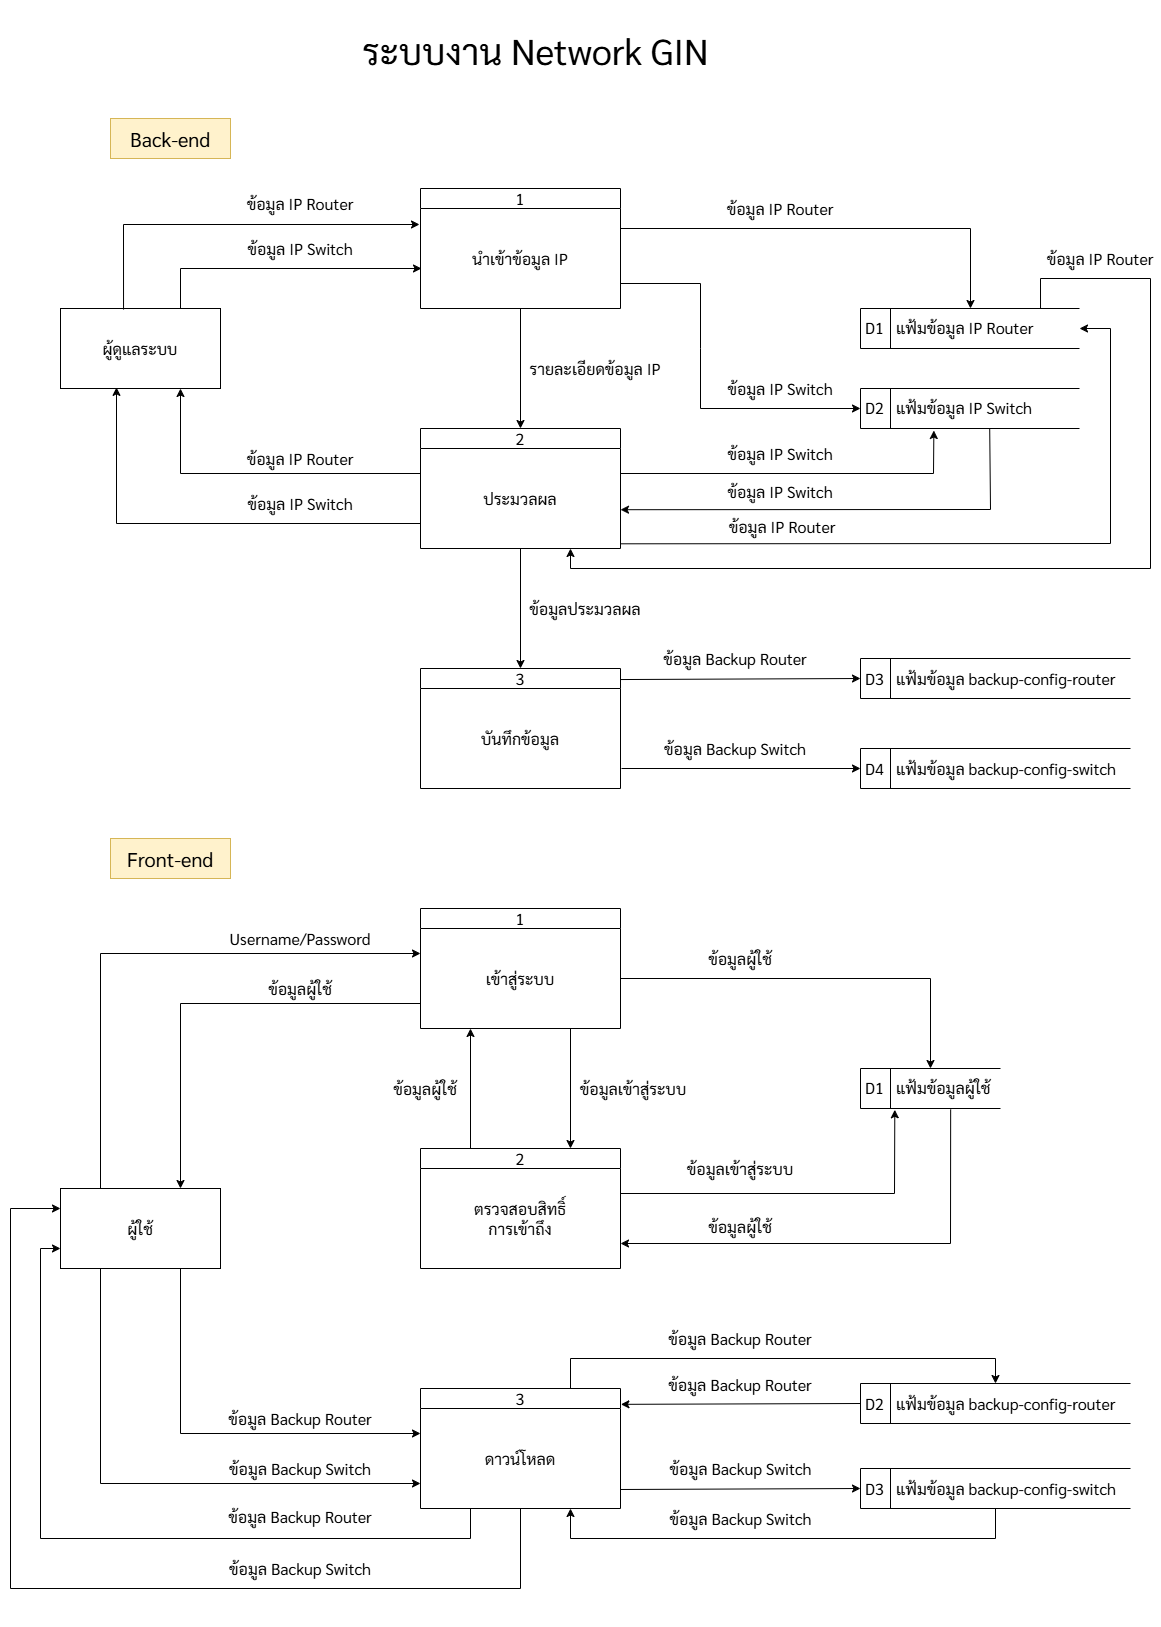 ระบบงาน Network GIN
Back-end
1
ข้อมูล IP Router
ข้อมูล IP Router
ข้อมูล IP Switch
นำเข้าข้อมูล IP
ข้อมูล IP Router
D1 แฟ้มข้อมูล IP Router
ผู้ดูแลระบบ
รายละเอียดข้อมูล IP
ข้อมูล IP Switch
D2 แฟ้มข้อมูล IP Switch
2
ข้อมูล IP Router
ข้อมูล IP Switch
ข้อมูล IP Switch
ประมวลผล
ข้อมูล IP Switch
ข้อมูล IP Router
ข้อมูลประมวลผล
ข้อมูล Backup Router
3
D3 แฟ้มข้อมูล backup-config-router
บันทึกข้อมูล
ข้อมูล Backup Switch
D4 แฟ้มข้อมูล backup-config-switch
Front-end
1
Username/Password
ข้อมูลผู้ใช้
เข้าสู่ระบบ
ข้อมูลผู้ใช้
ข้อมูลผู้ใช้
ข้อมูลเข้าสู่ระบบ
D1 แฟ้มข้อมูลผู้ใช้
2
ข้อมูลเข้าสู่ระบบ
ตรวจสอบสิทธิ์
การเข้าถึง
ผู้ใช้
ข้อมูลผู้ใช้
ข้อมูล Backup Router
ข้อมูล Backup Router
3
D2 แฟ้มข้อมูล backup-config-router
ข้อมูล Backup Router
ดาวน์โหลด
ข้อมูล Backup Switch
ข้อมูล Backup Switch
D3 แฟ้มข้อมูล backup-config-switch
ข้อมูล Backup Router
ข้อมูล Backup Switch
ข้อมูล Backup Switch